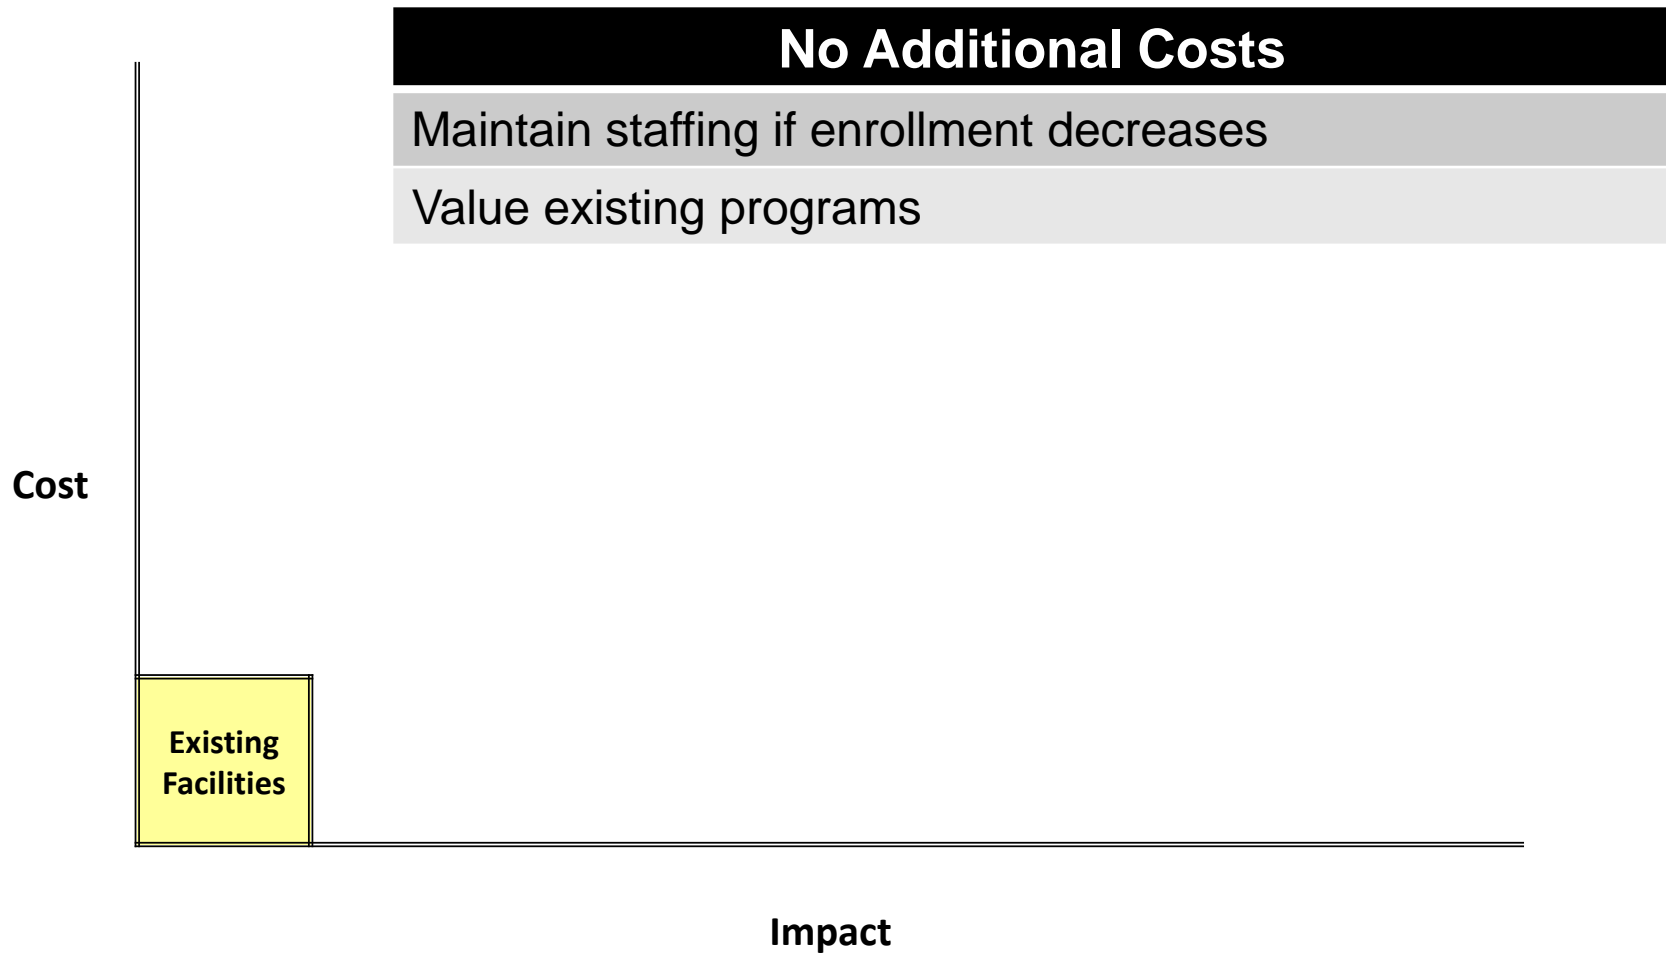 No Additional Costs
Maintain staffing if enrollment decreases
Value existing programs
Cost
Existing
Facilities
Impact